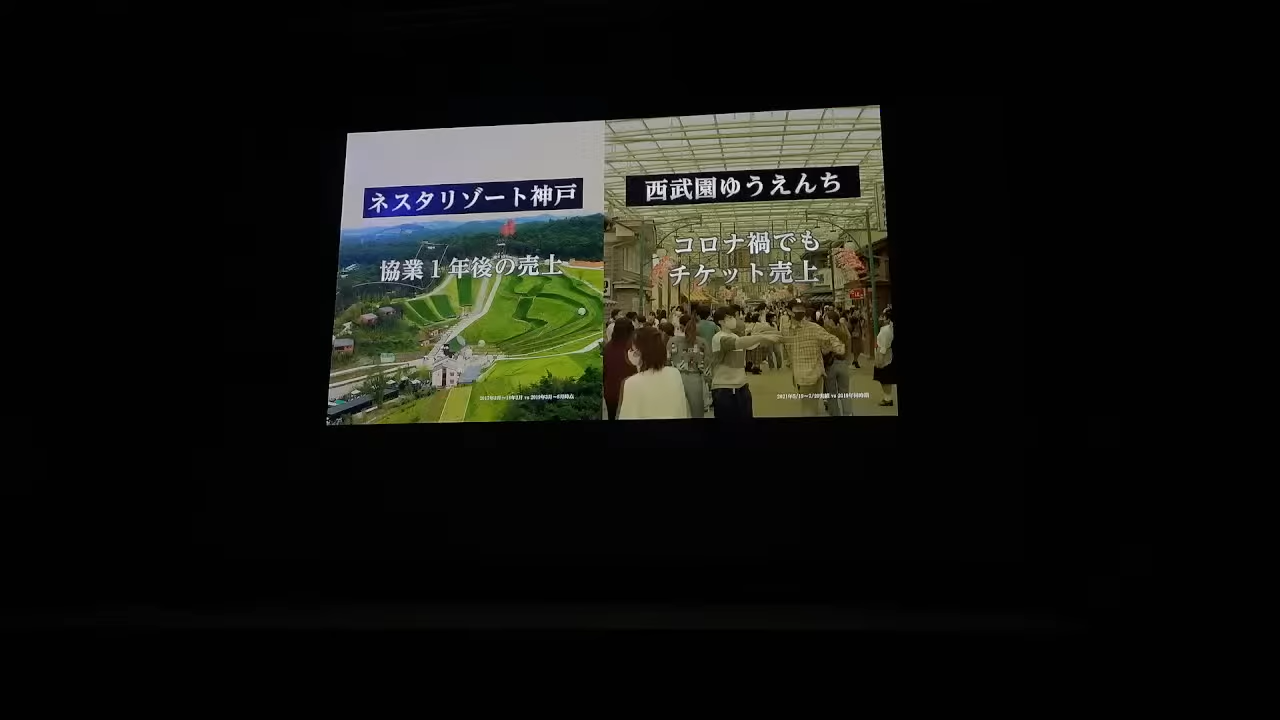 ネスタリゾート神戸
協業1年後の売上
西武園ゆうえんち
コロナ禍でも
チケット売上